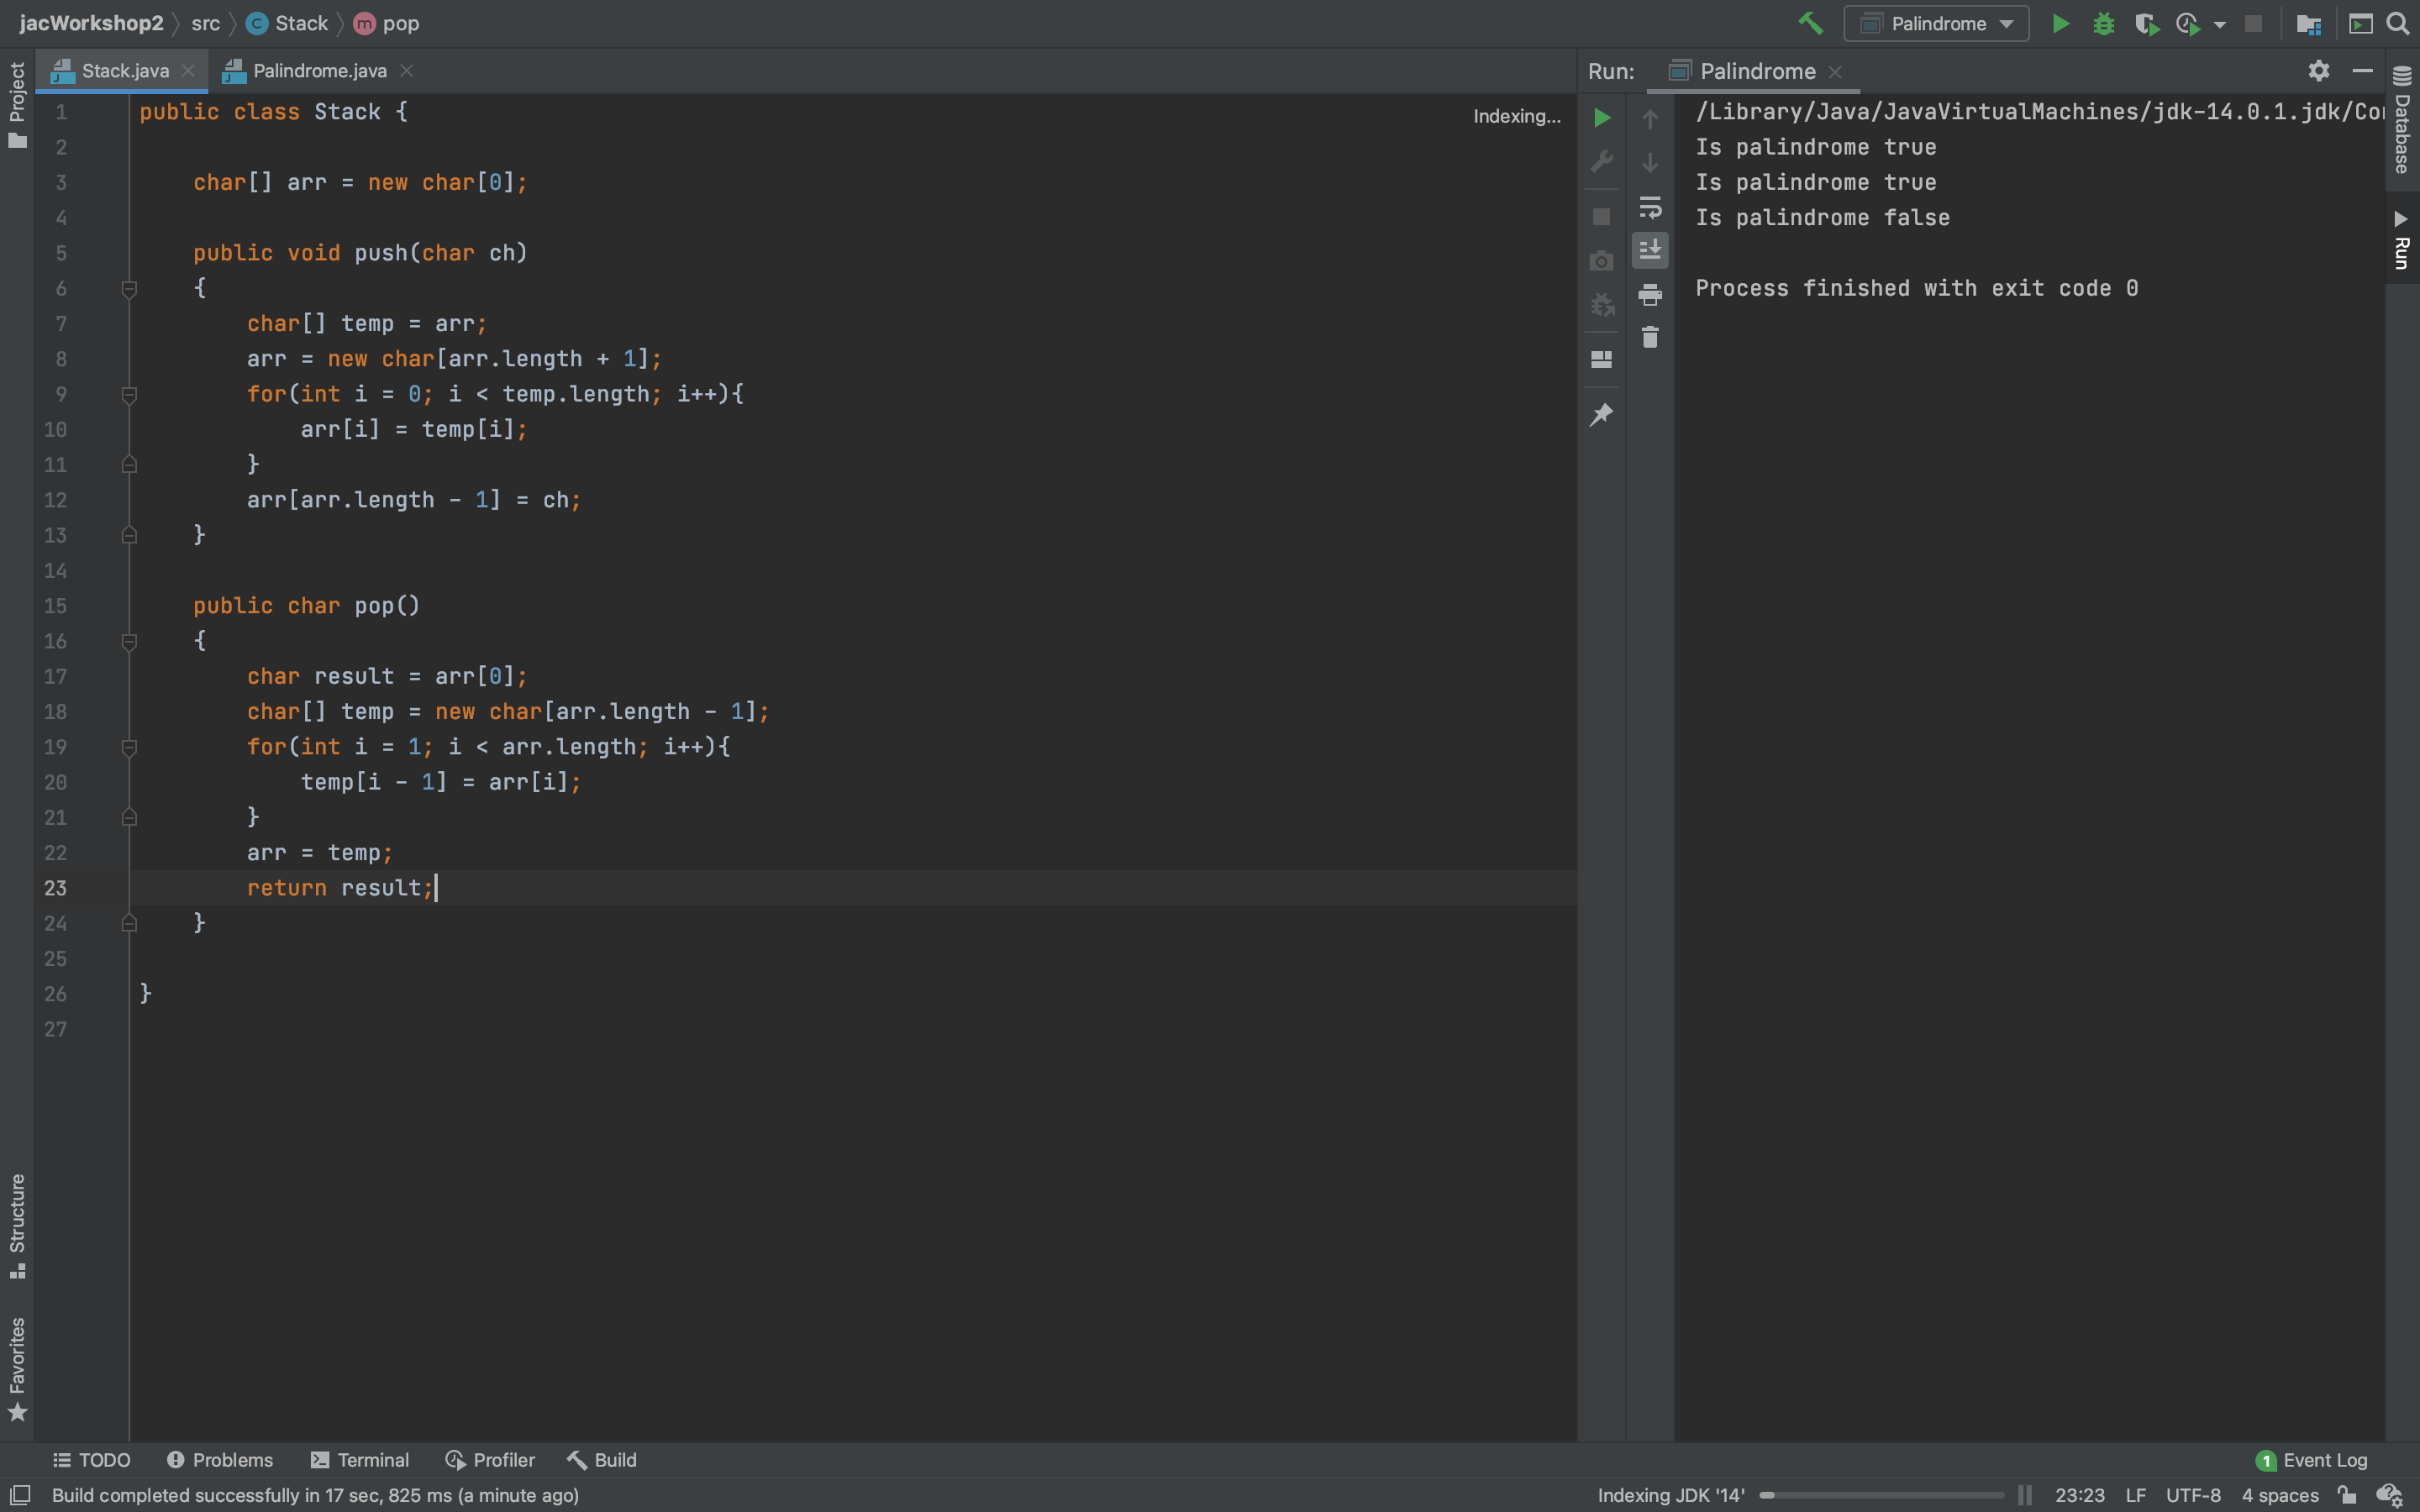 jacWorkshop2 src C Stack m pop
Palindrome
Project
Stack.java
Palindrome.java
1 public class Stack {
2
3 char[] arr = new char[0];
4
5 public void push(char ch)
6 {
7 char[] temp = arr;
8 arr = new char[arr.length + 1];
9 for(int i = 0; i < temp.length; i++){
10 arr[i] = temp[i];
11 }
12 arr[arr.length - 1] = ch;
13 }
14
15 public char pop()
16 {
17 char result = arr[0];
18 char[] temp = new char[arr.length - 1];
19 for(int i = 1; i < arr.length; i++){
20 temp[i - 1] = arr[i];
21 }
22 arr = temp;
23 return result;
24 }
25
26 }
27
Indexing...
Run: Palindrome
/Library/Java/JavaVirtualMachines/jdk-14.0.1.jdk/Co
Is palindrome true
Is palindrome true
Is palindrome false
Process finished with exit code 0
Database
Run
Structure
Favorites
TODO Problems Terminal Profiler Build
1 Event Log
Build completed successfully in 17 sec, 825 ms (a minute ago)
Indexing JDK '14' 23:23 LF UTF-8 4 spaces